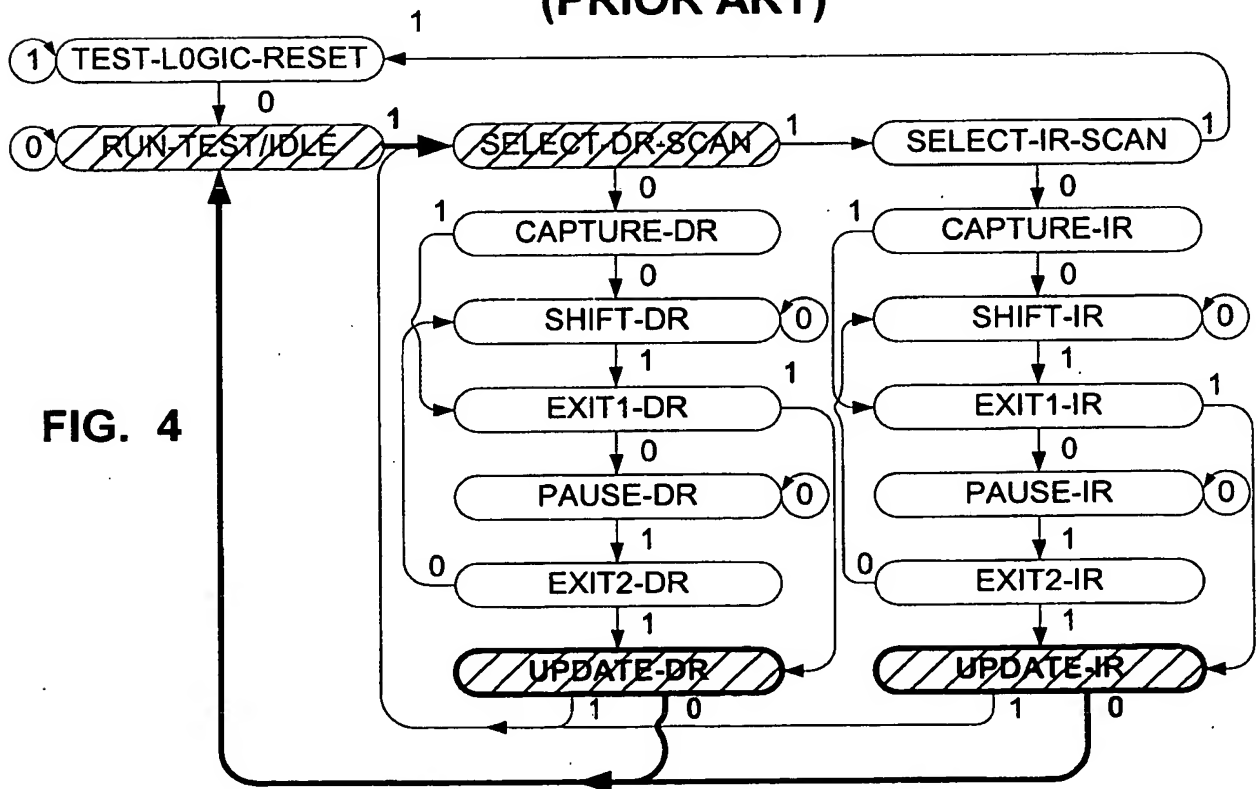 (PRIOR ART)
1
1 TEST-L0GIC-RESET
0
0 RUN-TEST/IDLE 1 SELECT-DR-SCAN 1 SELECT-IR-SCAN 1
0 0
1 CAPTURE-DR 1 CAPTURE-IR
0 0
SHIFT-DR 0 SHIFT-IR 0
1 1
EXIT1-DR 1 EXIT1-IR 1
FIG. 4
0 0
PAUSE-DR 0 PAUSE-IR 0
1 1
0 EXIT2-DR 0 EXIT2-IR
1 1
UPDATE-DR UPDATE-IR
1 0 1 0